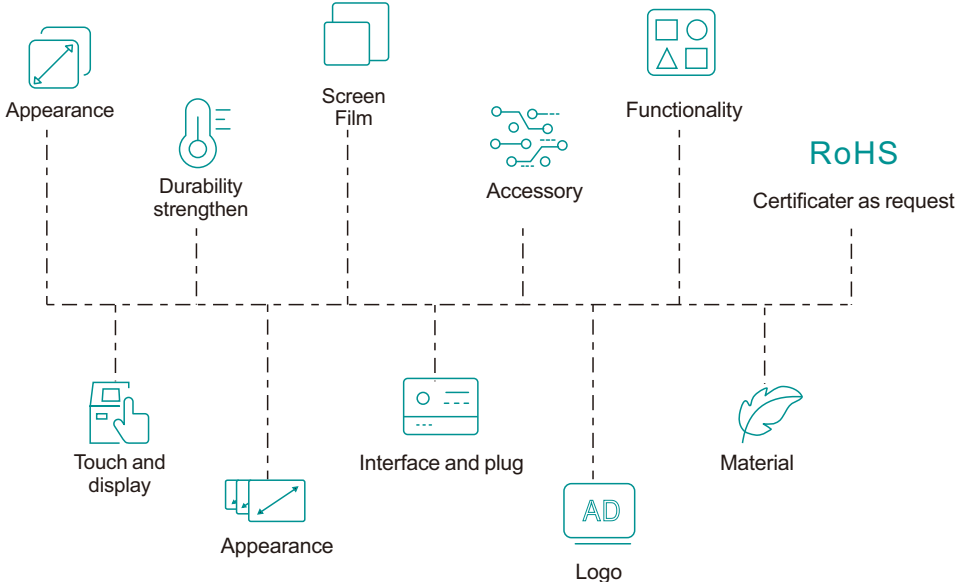 Appearance
Durability
strengthen
Screen
Film
Accessory
Functionality
RoHS
Certificater as request
Touch and
display
Appearance
Interface and plug
AD
Logo
Material